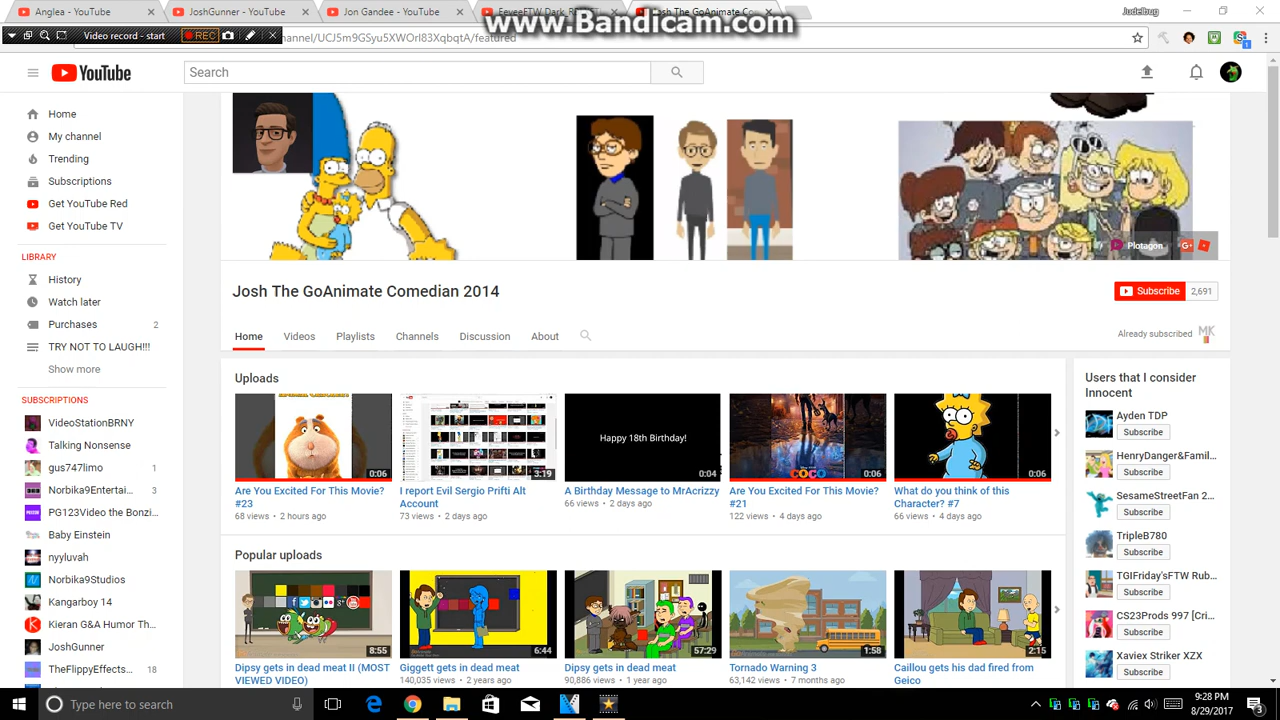 Anglea - YouTube
JoshGunner - YouTube
Jon Gandee - YouTube
Judebug
www.Bandicam.com
Video record - start
REC
hannel/UCJ5m9GSyu5XWOrI83XqbqtA/featured
YouTube
Search
Home
My channel
Trending
Subscriptions
Get YouTube Red
Get YouTube TV
LIBRARY
History
Watch later
Purchases 2
TRY NOT TO LAUGH!!!
Show more
SUBSCRIPTIONS
VideoStationBRNY
Talking Nonsense
gus747limo 1
Norbika9Entertai... 3
PG123Video the Bonzi...
Baby Einstein
nyyluvah
Norbika9Studios
Kangarboy 14
Kieran G&A Humor Th...
JoshGunner
TheFlippyEffects... 18
Plotagon
Josh The GoAnimate Comedian 2014
Subscribe 2,691
Home Videos Playlists Channels Discussion About
Already subscribed MK
Uploads
0:06
3:19
Happy 18th Birthday!
0:04
COCO
0:06
0:06
Are You Excited For This Movie? #23
68 views • 2 hours ago
I report Evil Sergio Prifti Alt Account
73 views • 2 days ago
A Birthday Message to MrAcrizzy
66 views • 2 days ago
Are You Excited For This Movie? #21
122 views • 4 days ago
What do you think of this Character? #7
66 views • 4 days ago
Popular uploads
8:55
6:44
57:29
1:58
2:15
Dipsy gets in dead meat II (MOST VIEWED VIDEO)
Giggett gets in dead meat
140,035 views • 2 years ago
Dipsy gets in dead meat
90,886 views • 1 year ago
Tornado Warning 3
63,142 views • 7 months ago
Caillou gets his dad fired from Geico
Users that I consider Innocent
Ayden TDP
Subscribe
HenryDanger&Famil...
Subscribe
SesameStreetFan 2...
Subscribe
TripleB780
Subscribe
TGIFriday'sFTW Rub...
Subscribe
CS23Prods 997 [Cri...
Subscribe
Xaviex Striker XZX
Subscribe
Type here to search
9:28 PM
8/29/2017
3